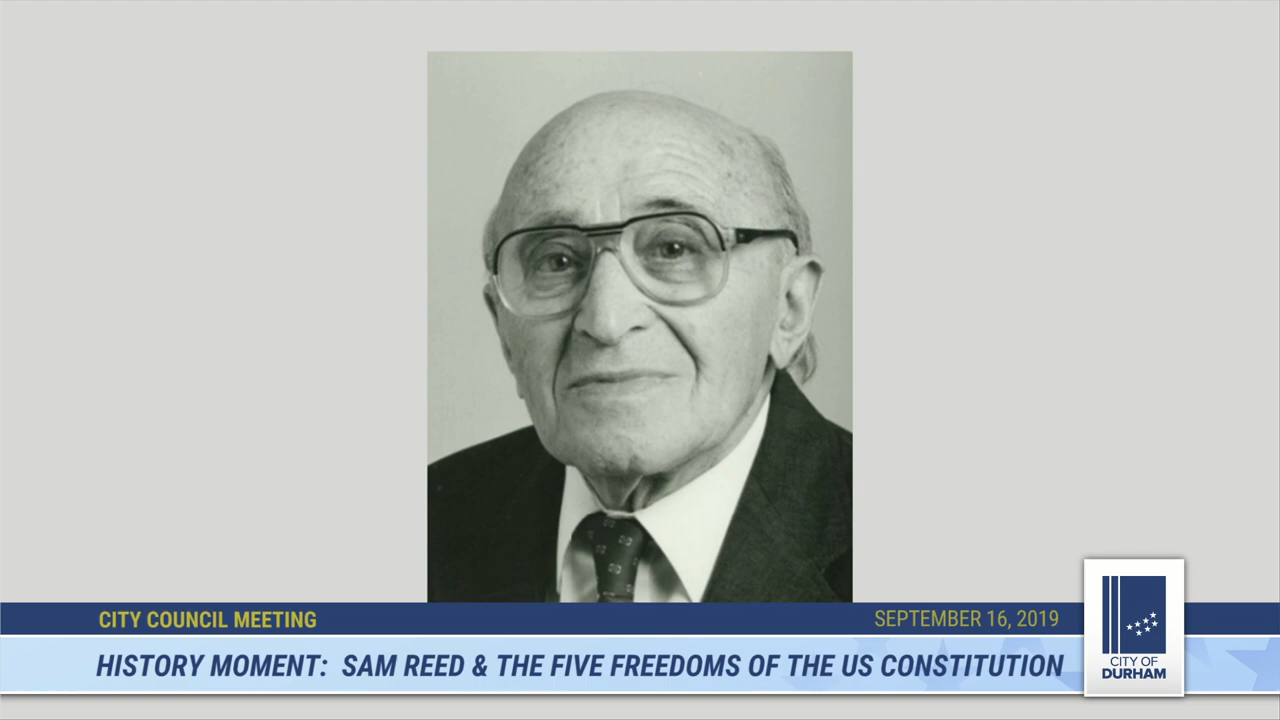 CITY COUNCIL MEETING
SEPTEMBER 16, 2019
HISTORY MOMENT: SAM REED & THE FIVE FREEDOMS OF THE US CONSTITUTION
CITY OF
DURHAM